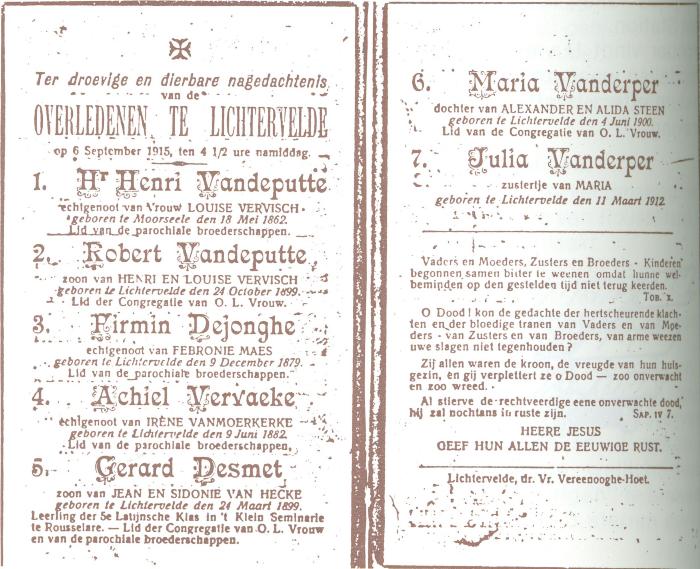 Ter droevige en dierbare nagedachtenis
van de
OVERLEDENEN TE LICHTERVELDE
op 6 September 1915, ten 4 1/2 ure namiddag.
1. Hr Henri Vandeputte
echtgenoot van Vrouw LOUISE VERVISCH
geboren te Moorseele den 18 Mei 1862.
Lid van de parochiale broederschappen.
2. Robert Vandeputte
zoon van HENRI EN LOUISE VERVISCH
geboren te Lichtervelde den 24 October 1899.
Lid der Congregatie van O. L. Vrouw.
3. Firmin Dejonghe
echtgenoot van FEBRONIE MAES
geboren te Lichtervelde den 9 December 1879.
Lid van de parochiale broederschappen.
4. Achiel Vervaeke
echtgenoot van IRÈNE VANMOERKERKE
geboren te Lichtervelde den 9 Juni 1882.
Lid van de parochiale broederschappen.
5. Gerard Desmet
zoon van JEAN EN SIDONIE VAN HECKE
geboren te Lichtervelde den 24 Maart 1899.
Leerling der 5e Latijnsche Klas in 't Klein Seminarie
te Rousselare. — Lid der Congregatie van O. L. Vrouw
en van de parochiale broederschappen.
6. Maria Vanderper
dochter van ALEXANDER EN ALIDA STEEN
geboren te Lichtervelde den 4 Juni 1900.
Lid van de Congregatie van O. L. Vrouw.
7. Julia Vanderper
zustertje van MARIA
geboren te Lichtervelde den 11 Maart 1912.
Vaders en Moeders, Zusters en Broeders - Kinderen
begonnen samen bitter te weenen omdat hunne wel-
beminden op den gestelden tijd niet terug keerden.
TOB. X.
O Dood! kon de gedachte der hertscheurende klach-
ten en der bloedige tranen van Vaders en van Moe-
ders - van Zusters en van Broeders, van arme weezen
uwe slagen niet tegenhouden?
Zij allen waren de kroon, de vreugde van hun huis-
gezin, en gij verplettert ze o Dood — zoo onverwacht
en zoo wreed.
Al stierve de rechtveerdige eene onverwachte dood,
hij zal nochtans in ruste zijn. SAP. IV 7.
HEERE JESUS
GEEF HUN ALLEN DE EEUWIGE RUST.
Lichtervelde, dr. Vr. Vereenooghe-Hoet.